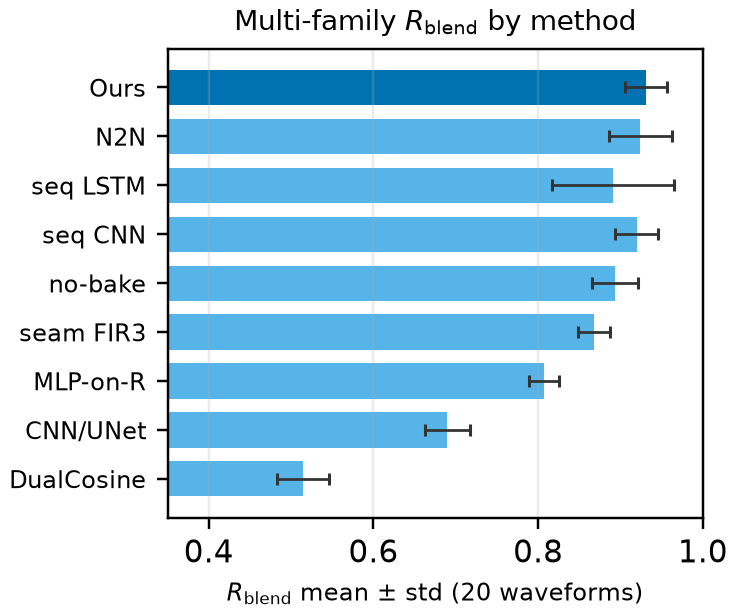 Multi-family R_blend by method
Ours
N2N
seq LSTM
seq CNN
no-bake
seam FIR3
MLP-on-R
CNN/UNet
DualCosine
0.4 0.6 0.8 1.0
R_blend mean ± std (20 waveforms)